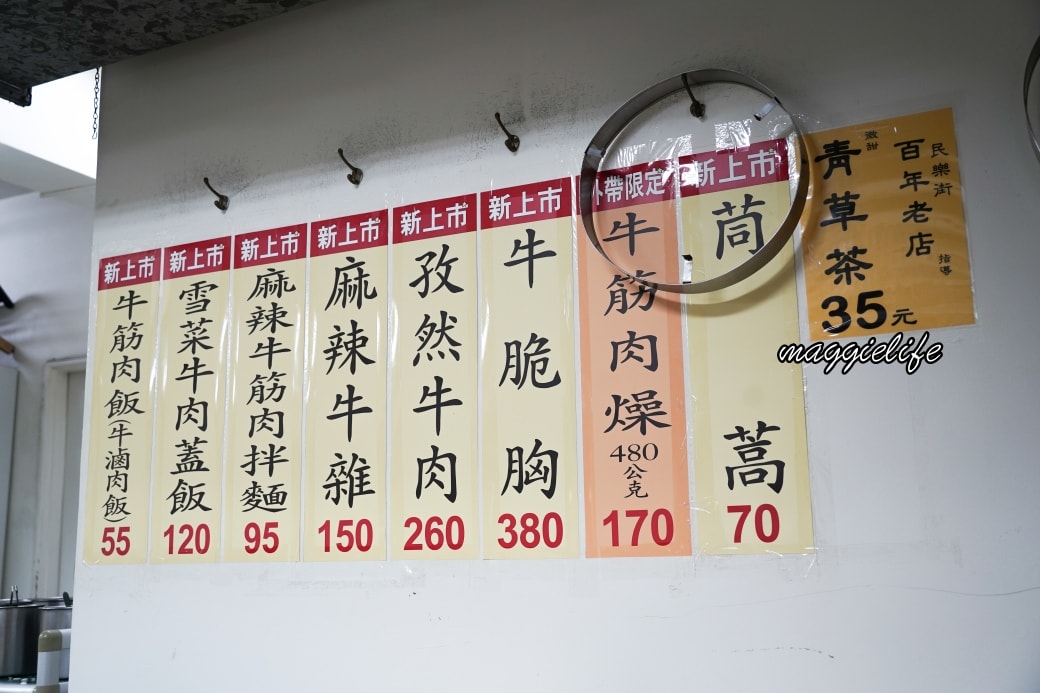 新上市
牛筋肉飯(牛滷肉飯)
55
新上市
雪菜牛肉蓋飯
120
新上市
麻辣牛筋肉拌麵
95
新上市
麻辣牛雜
150
新上市
孜然牛肉
260
新上市
牛脆胸
380
外帶限定
牛筋肉燥
480
公克
170
新上市
茼蒿
70
民樂街
百年老店
指導
微甜
青草茶
35元
maggielife